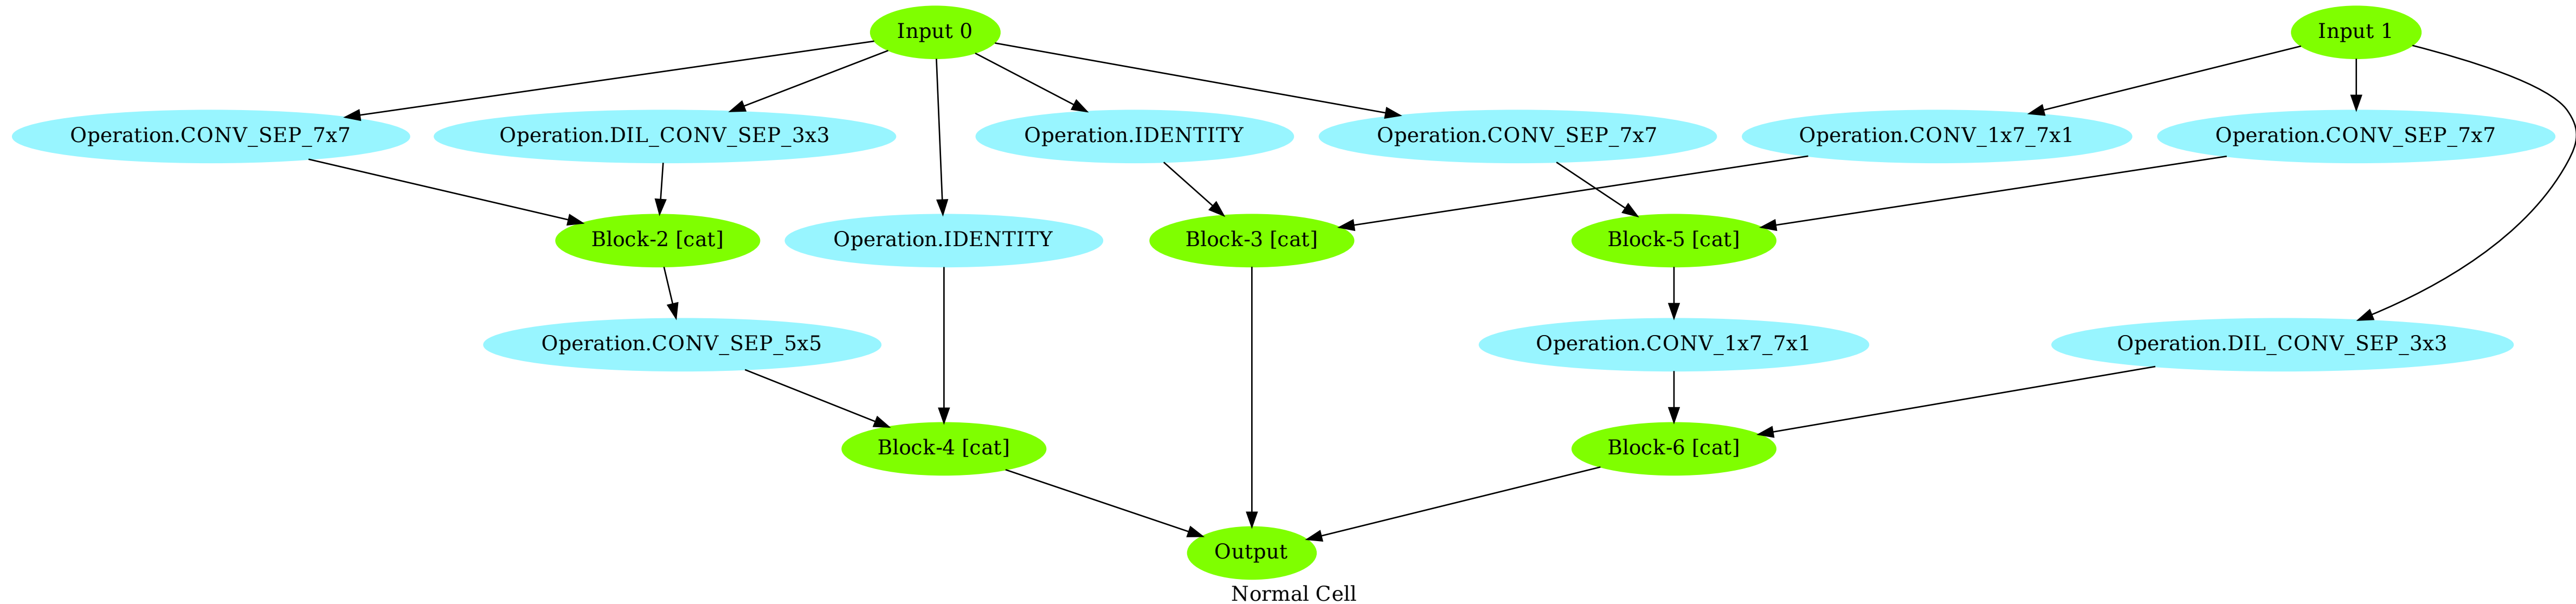 Input 0
Input 1
Operation.CONV_SEP_7x7
Operation.DIL_CONV_SEP_3x3
Operation.IDENTITY
Operation.CONV_SEP_7x7
Operation.CONV_1x7_7x1
Operation.CONV_SEP_7x7
Block-2 [cat]
Operation.IDENTITY
Block-3 [cat]
Block-5 [cat]
Operation.CONV_SEP_5x5
Operation.CONV_1x7_7x1
Operation.DIL_CONV_SEP_3x3
Block-4 [cat]
Block-6 [cat]
Output
Normal Cell